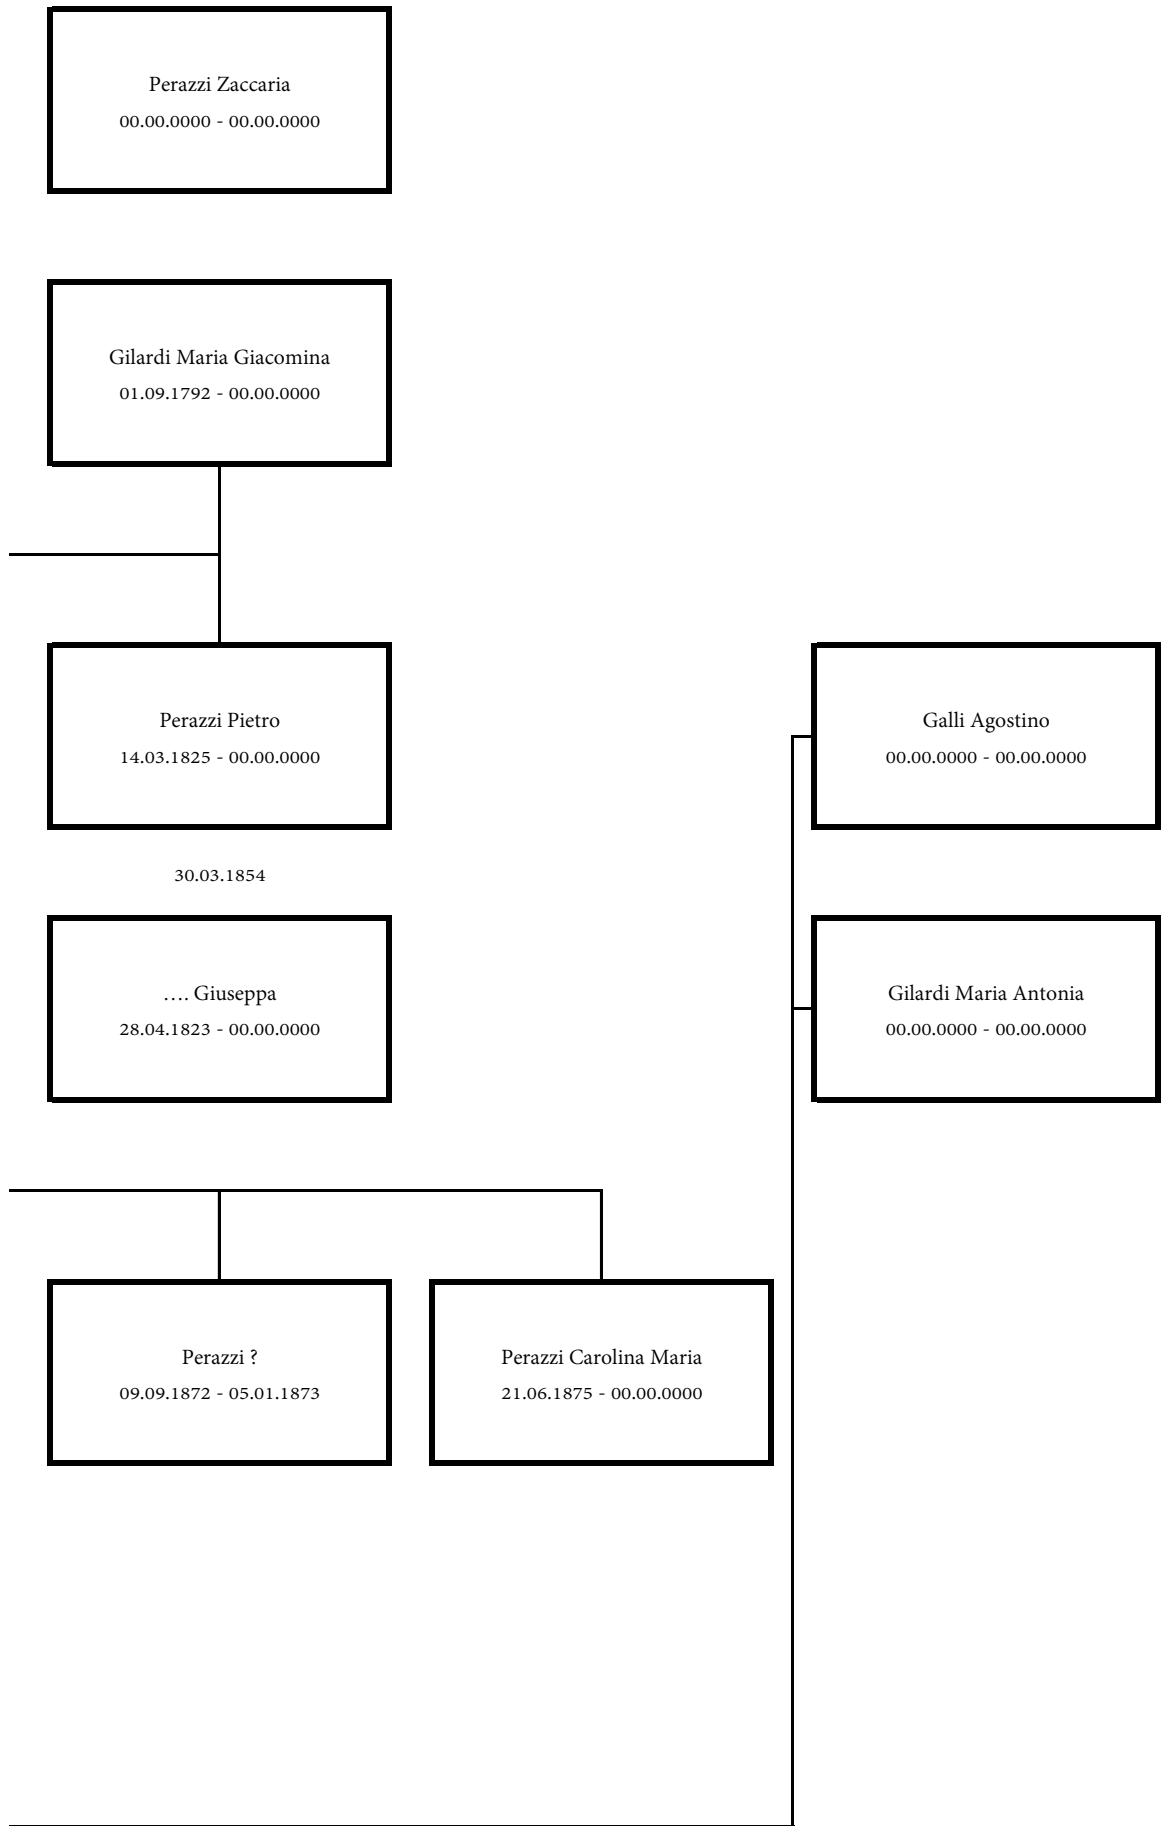 Perazzi Zaccaria
00.00.0000 - 00.00.0000
Gilardi Maria Giacomina
01.09.1792 - 00.00.0000
Perazzi Pietro
14.03.1825 - 00.00.0000
30.03.1854
.... Giuseppa
28.04.1823 - 00.00.0000
Galli Agostino
00.00.0000 - 00.00.0000
Gilardi Maria Antonia
00.00.0000 - 00.00.0000
Perazzi ?
09.09.1872 - 05.01.1873
Perazzi Carolina Maria
21.06.1875 - 00.00.0000